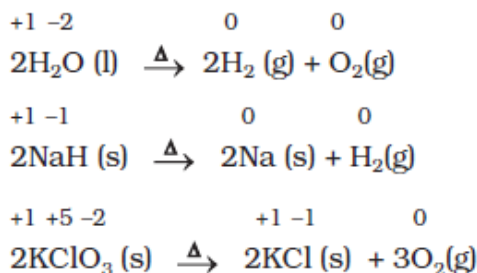 +1 –2 0 0
2H₂O (l) Δ→ 2H₂ (g) + O₂(g)
+1 –1 0 0
2NaH (s) Δ→ 2Na (s) + H₂(g)
+1 +5 –2 +1 –1 0
2KClO₃ (s) Δ→ 2KCl (s) + 3O₂(g)